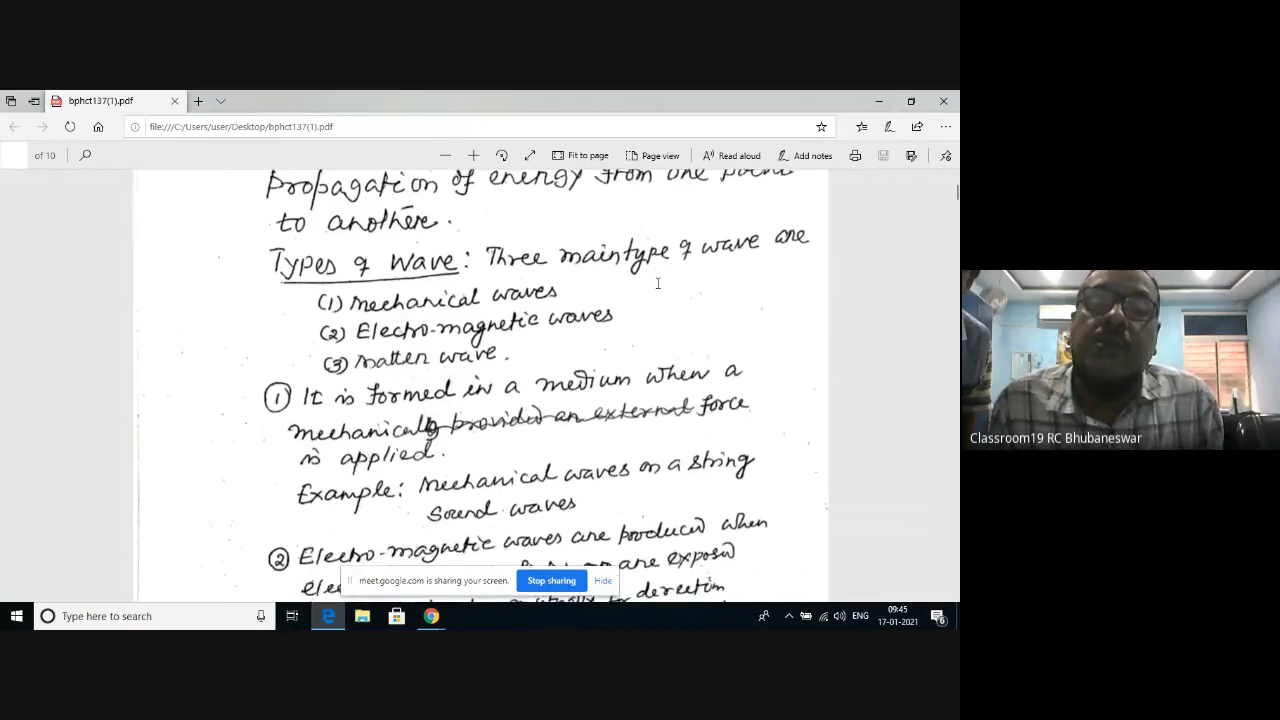 bphct137(1).pdf
file:///C:/Users/user/Desktop/bphct137(1).pdf
of 10
Fit to page
Page view
Read aloud
Add notes
Propagation of energy from one point
to another.
Types of Wave: Three main type of wave are
(1) Mechanical waves
(2) Electro-magnetic waves
(3) Matter wave.
① It is formed in a medium when a
mechanically provided an external force
is applied.
Example: Mechanical waves on a string
Sound waves
② Electro-magnetic waves are produced when
are exposed
to direction
meet.google.com is sharing your screen.
Stop sharing
Hide
Type here to search
ENG
09:45
17-01-2021
6
Classroom19 RC Bhubaneswar